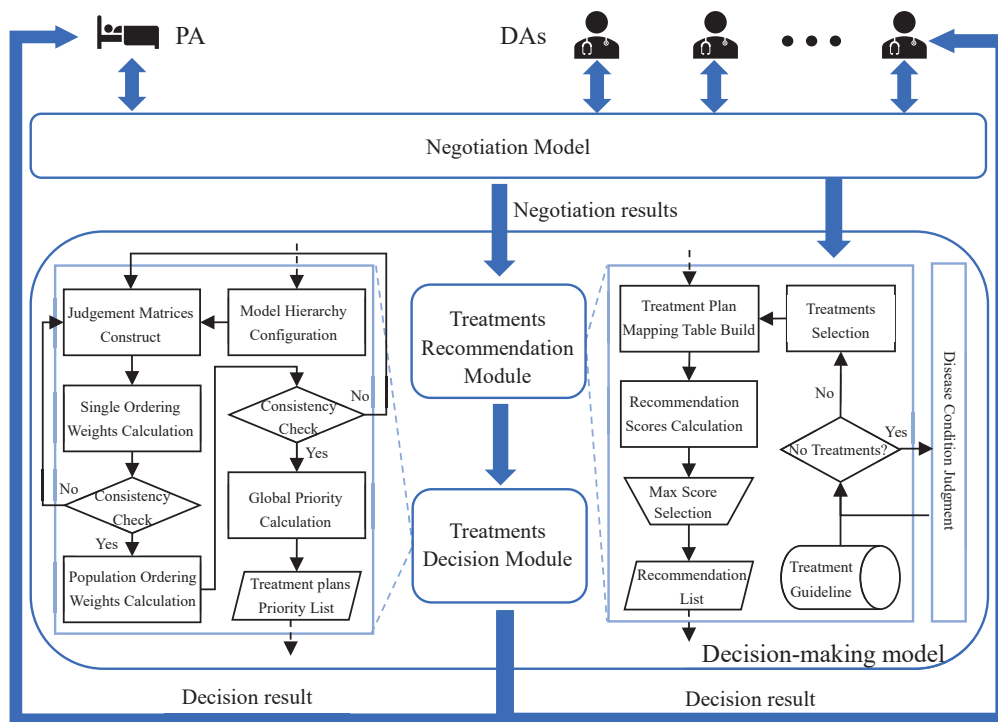 PA
DAs
Negotiation Model
Negotiation results
Judgement Matrices
Construct
Model Hierarchy
Configuration
Single Ordering
Weights Calculation
Consistency
Check
No
Yes
Population Ordering
Weights Calculation
Consistency
Check
No
Yes
Global Priority
Calculation
Treatment plans
Priority List
Treatments
Recommendation
Module
Treatments
Decision Module
Treatment Plan
Mapping Table Build
Treatments
Selection
Recommendation
Scores Calculation
No
No Treatments?
Yes
Max Score
Selection
Recommendation
List
Treatment
Guideline
Disease Condition Judgment
Decision-making model
Decision result
Decision result